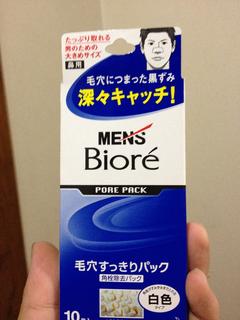 たっぷり取れる
男のための
大きめサイズ
鼻用
毛穴につまった黒ずみ
深々キャッチ!
MEN'S
Bioré
PORE PACK
毛穴すっきりパック
角栓除去パック
白色
タイプ
10